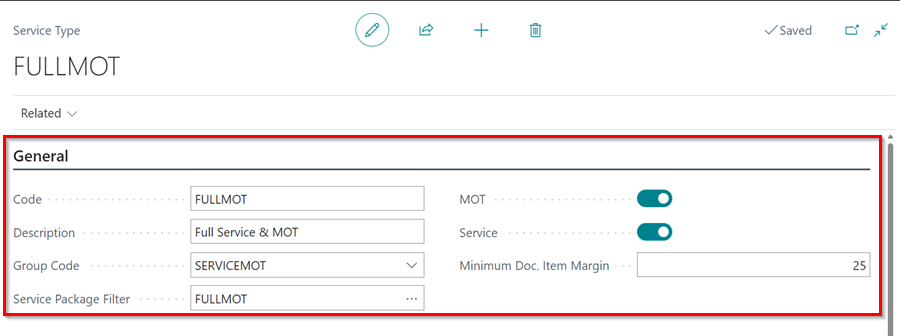 Service Type
Saved
FULLMOT
Related
General
Code FULLMOT MOT
Description Full Service & MOT Service
Group Code SERVICEMOT Minimum Doc. Item Margin 25
Service Package Filter FULLMOT ...